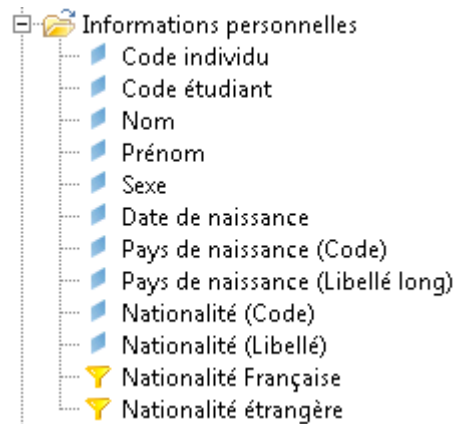 Informations personnelles
Code individu
Code étudiant
Nom
Prénom
Sexe
Date de naissance
Pays de naissance (Code)
Pays de naissance (Libellé long)
Nationalité (Code)
Nationalité (Libellé)
Nationalité Française
Nationalité étrangère